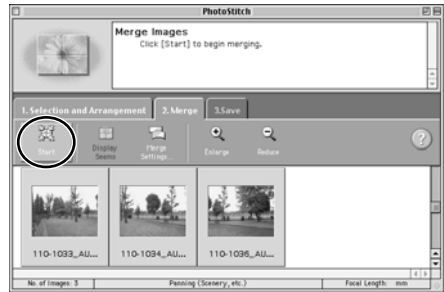 PhotoStitch
Merge Images
Click [Start] to begin merging.
1.Selection and Arrangement 2.Merge 3.Save
Start
Display
Seams
Merge
Settings...
Enlarge
Reduce
?
110-1033_AU...
110-1034_AU...
110-1036_AU...
No. of Images: 3
Panning (Scenery, etc.)
Focal Length: mm